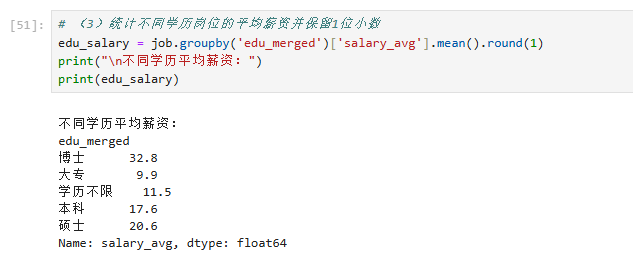 [51]: # （3）统计不同学历岗位的平均薪资并保留1位小数
edu_salary = job.groupby('edu_merged')['salary_avg'].mean().round(1)
print("\n不同学历平均薪资：")
print(edu_salary)
不同学历平均薪资：
edu_merged
博士      32.8
大专       9.9
学历不限    11.5
本科      17.6
硕士      20.6
Name: salary_avg, dtype: float64